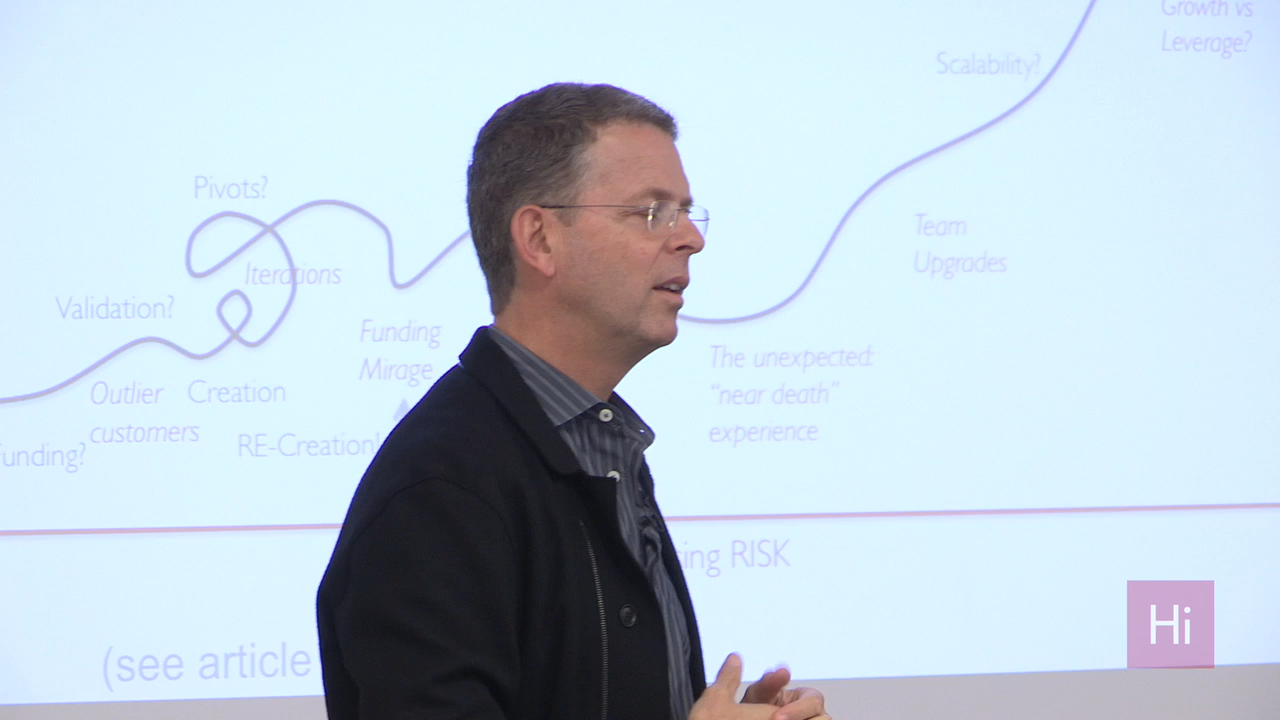 Growth vs
Leverage?
Scalability?
Pivots?
Team
Upgrades
Iterations
Validation?
Funding
Mirage
The unexpected:
"near death"
experience
Outlier
customers
Creation
RE-Creation!
unding?
RISK
Hi
(see article